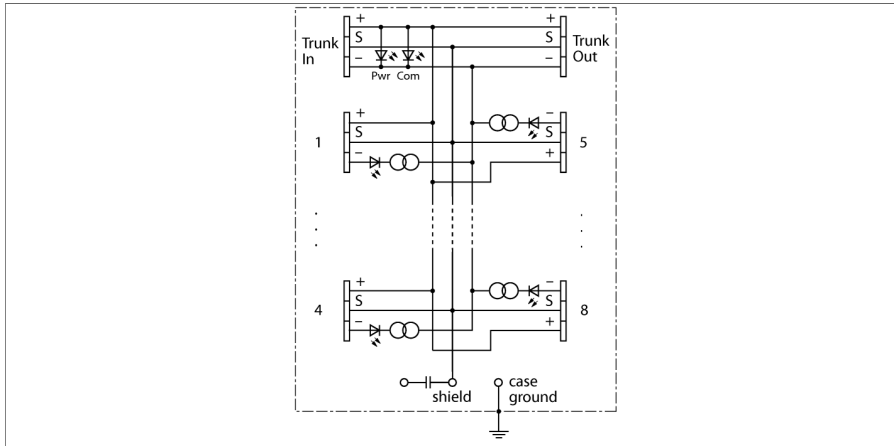 + +
Trunk In S S Trunk Out
− −
Pwr Com
+ −
1 S S 5
− +
+ −
4 S S 8
− +
shield
case ground